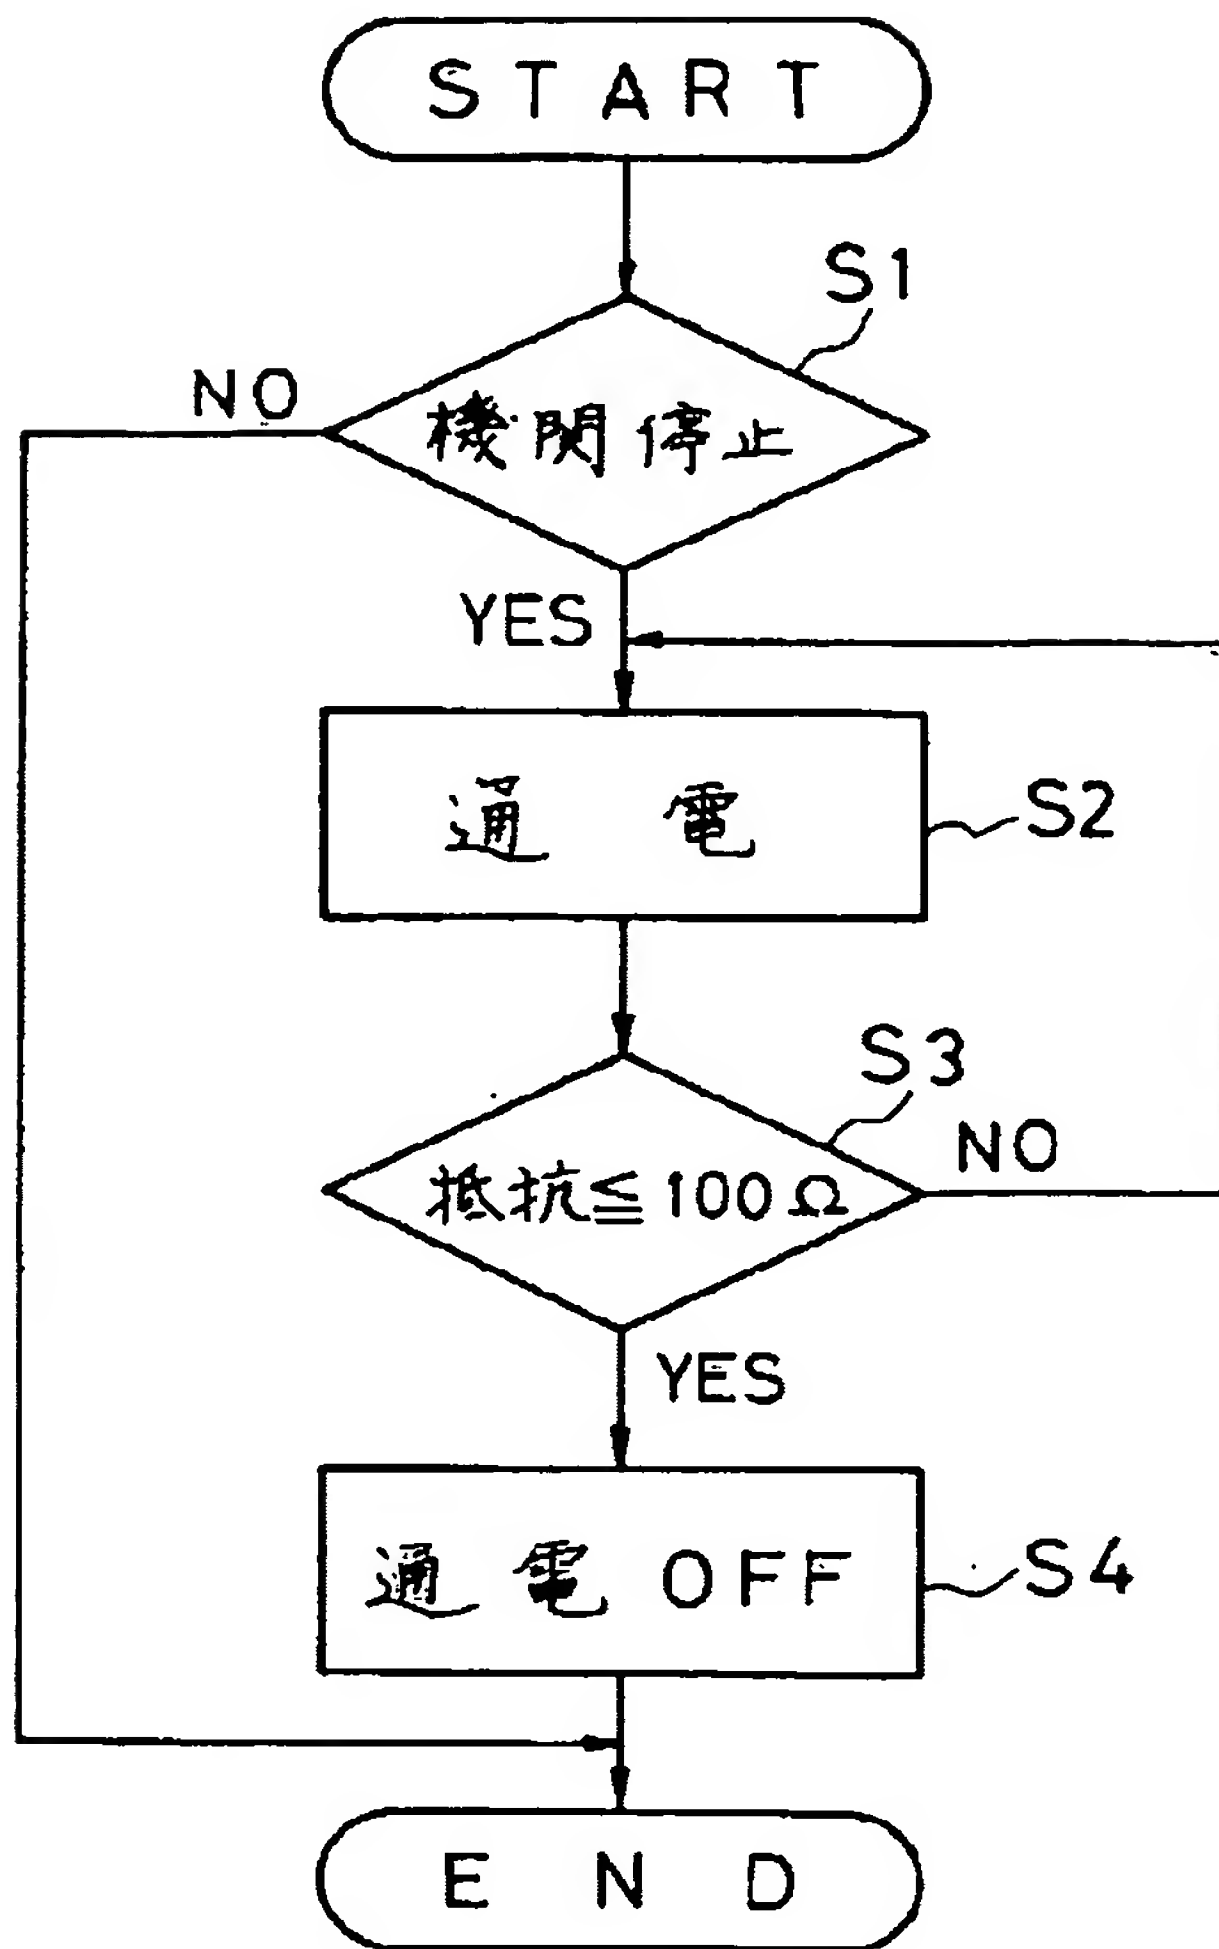 START
S1
NO
機関停止
YES
通電
S2
S3
NO
抵抗≦100Ω
YES
通電OFF
S4
END